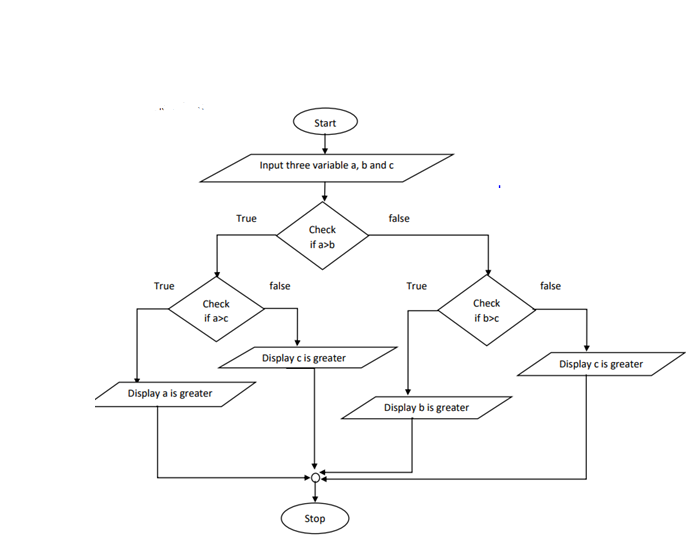 Start
Input three variable a, b and c
True
false
Check
if a>b
True
false
True
false
Check
if a>c
Check
if b>c
Display c is greater
Display c is greater
Display a is greater
Display b is greater
Stop